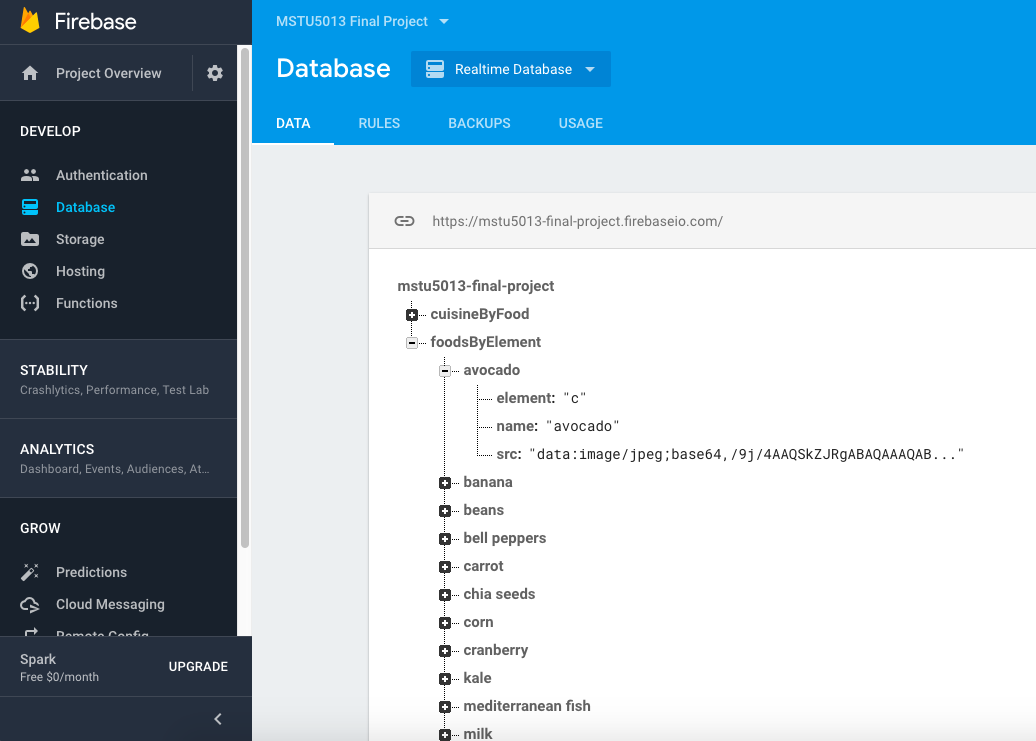 Firebase
Project Overview
DEVELOP
Authentication
Database
Storage
Hosting
Functions
STABILITY
Crashlytics, Performance, Test Lab
ANALYTICS
Dashboard, Events, Audiences, At...
GROW
Predictions
Cloud Messaging
Remote Config
Spark
Free $0/month
UPGRADE
MSTU5013 Final Project
Database
Realtime Database
DATA
RULES
BACKUPS
USAGE
https://mstu5013-final-project.firebaseio.com/
mstu5013-final-project
cuisineByFood
foodsByElement
avocado
element: "c"
name: "avocado"
src: "data:image/jpeg;base64,/9j/4AAQSkZJRgABAQAAAQAB..."
banana
beans
bell peppers
carrot
chia seeds
corn
cranberry
kale
mediterranean fish
milk